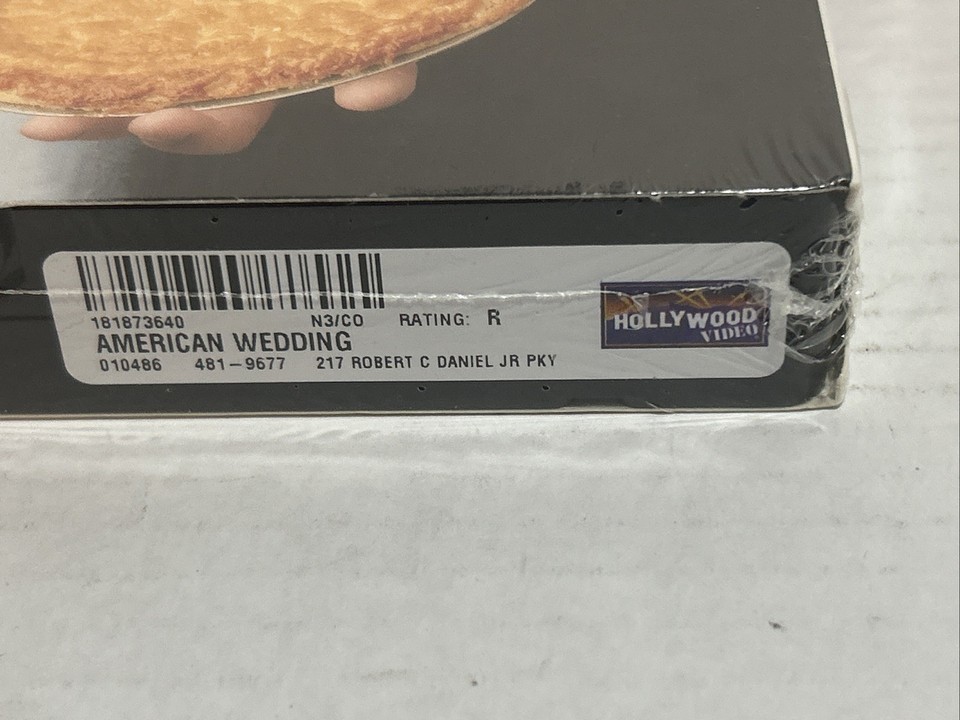 181873640 N3/CO RATING: R
AMERICAN WEDDING
010486 481-9677 217 ROBERT C DANIEL JR PKY
HOLLYWOOD
VIDEO